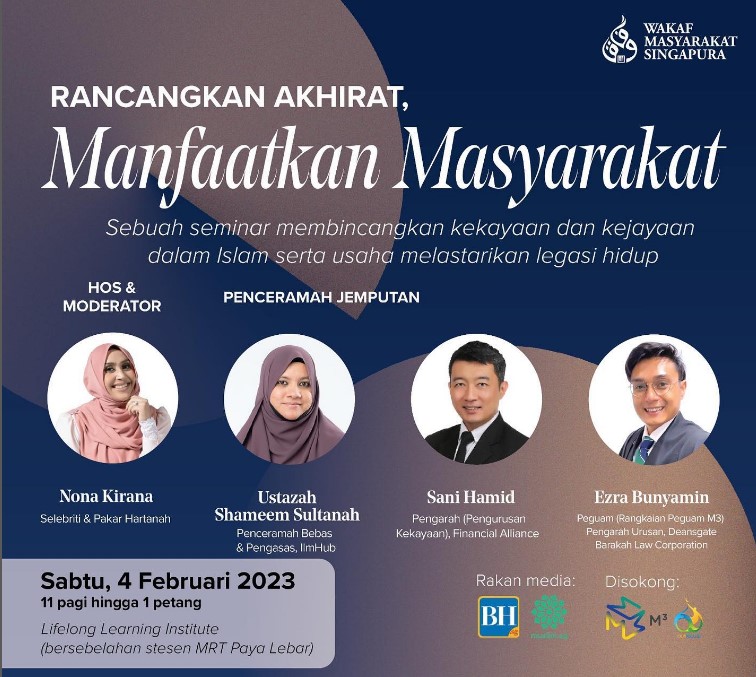 WAKAF
MASYARAKAT
SINGAPURA
RANCANGKAN AKHIRAT,
Manfaatkan Masyarakat
Sebuah seminar membincangkan kekayaan dan kejayaan
dalam Islam serta usaha melastarikan legasi hidup
HOS &
MODERATOR
PENCERAMAH JEMPUTAN
Nona Kirana
Selebriti & Pakar Hartanah
Ustazah
Shameem Sultanah
Penceramah Bebas
& Pengasas, IlmHub
Sani Hamid
Pengarah (Pengurusan
Kekayaan), Financial Alliance
Ezra Bunyamin
Peguam (Rangkaian Peguam M3)
Pengarah Urusan, Deansgate
Barakah Law Corporation
Sabtu, 4 Februari 2023
11 pagi hingga 1 petang
Lifelong Learning Institute
(bersebelahan stesen MRT Paya Lebar)
Rakan media:
BH
Disokong:
M³